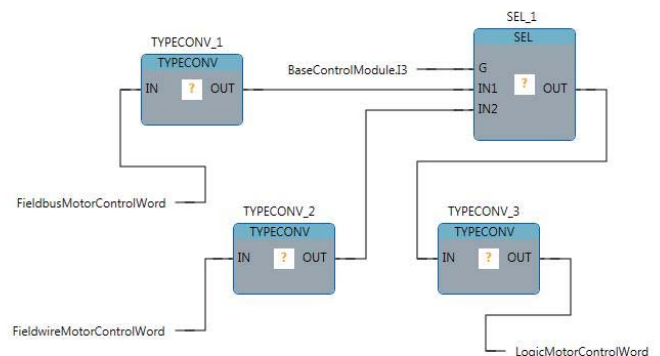 SEL_1
TYPECONV_1
SEL
TYPECONV
BaseControlModule.I3
G
IN
?
OUT
IN1
?
OUT
IN2
FieldbusMotorControlWord
TYPECONV_2
TYPECONV_3
TYPECONV
TYPECONV
IN
?
OUT
IN
?
OUT
FieldwireMotorControlWord
LogicMotorControlWord